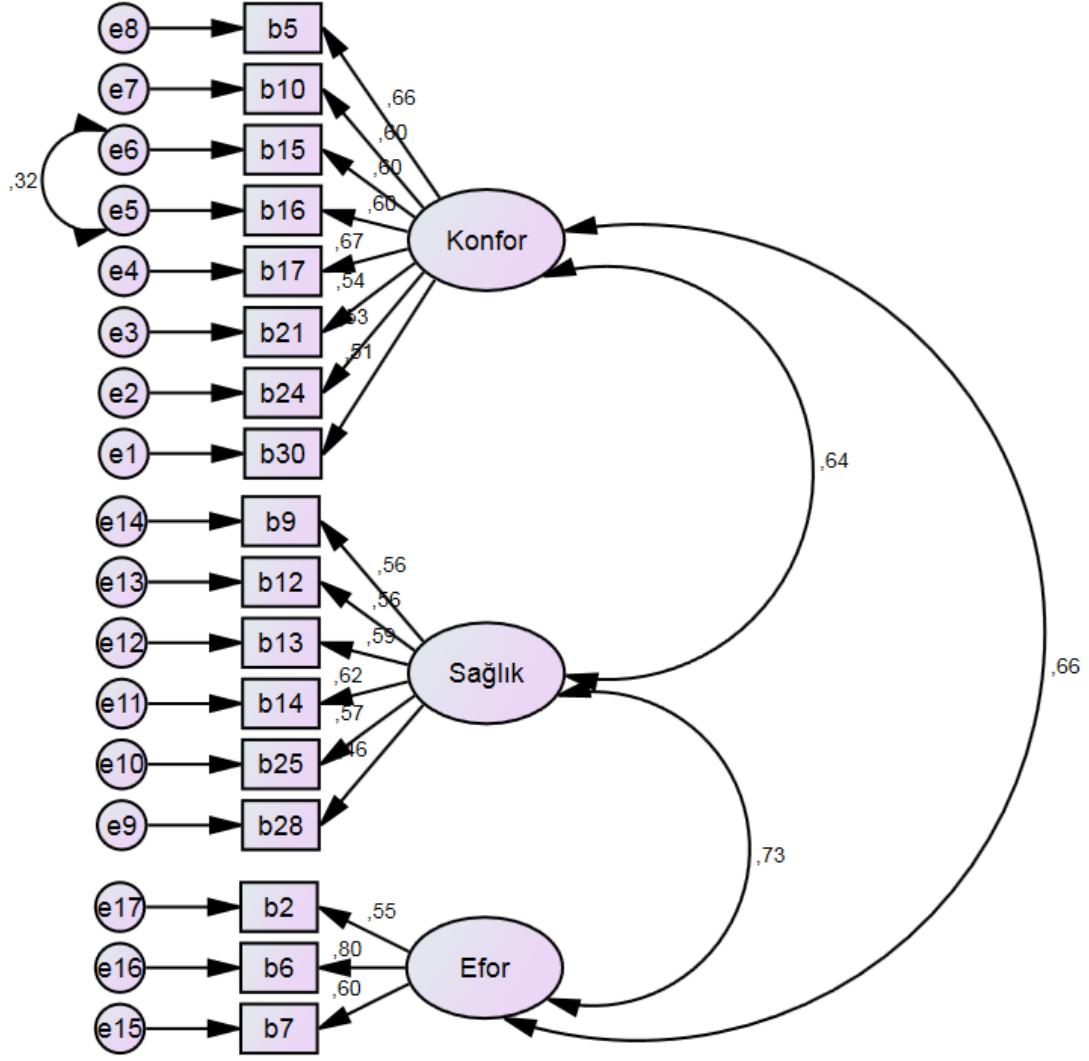 e8 b5
,66
e7 b10
,60
e6 b15
,60
,32
e5 b16
,60
Konfor
,67
e4 b17
,54
e3 b21
,53
,51
e2 b24
e1 b30
,64
e14 b9
,56
e13 b12
,56
e12 b13
,59
,62
Sağlık
,66
e11 b14
,57
e10 b25
,46
e9 b28
,73
e17 b2
,55
,80
e16 b6
Efor
,60
e15 b7